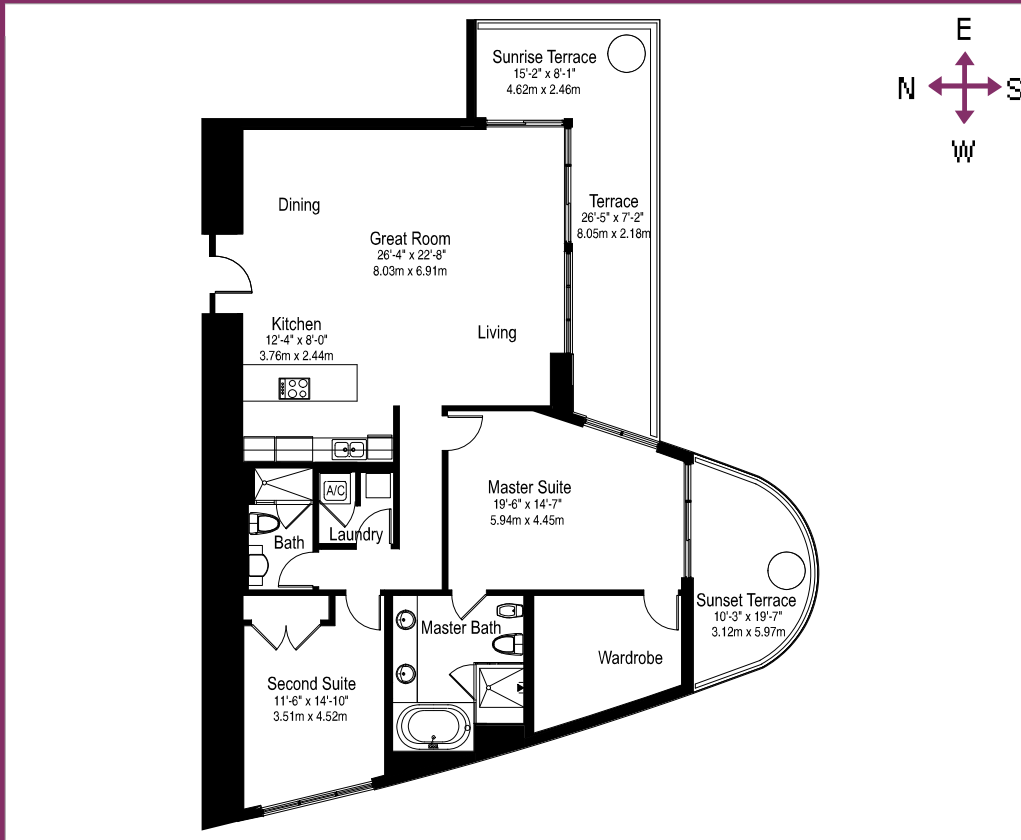 E
N
S
W
Sunrise Terrace
15'-2" x 8'-1"
4.62m x 2.46m
Dining
Great Room
26'-4" x 22'-8"
8.03m x 6.91m
Terrace
26'-5" x 7'-2"
8.05m x 2.18m
Kitchen
12'-4" x 8'-0"
3.76m x 2.44m
Living
Master Suite
19'-6" x 14'-7"
5.94m x 4.45m
A/C
Laundry
Bath
Sunset Terrace
10'-3" x 19'-7"
3.12m x 5.97m
Master Bath
Wardrobe
Second Suite
11'-6" x 14'-10"
3.51m x 4.52m